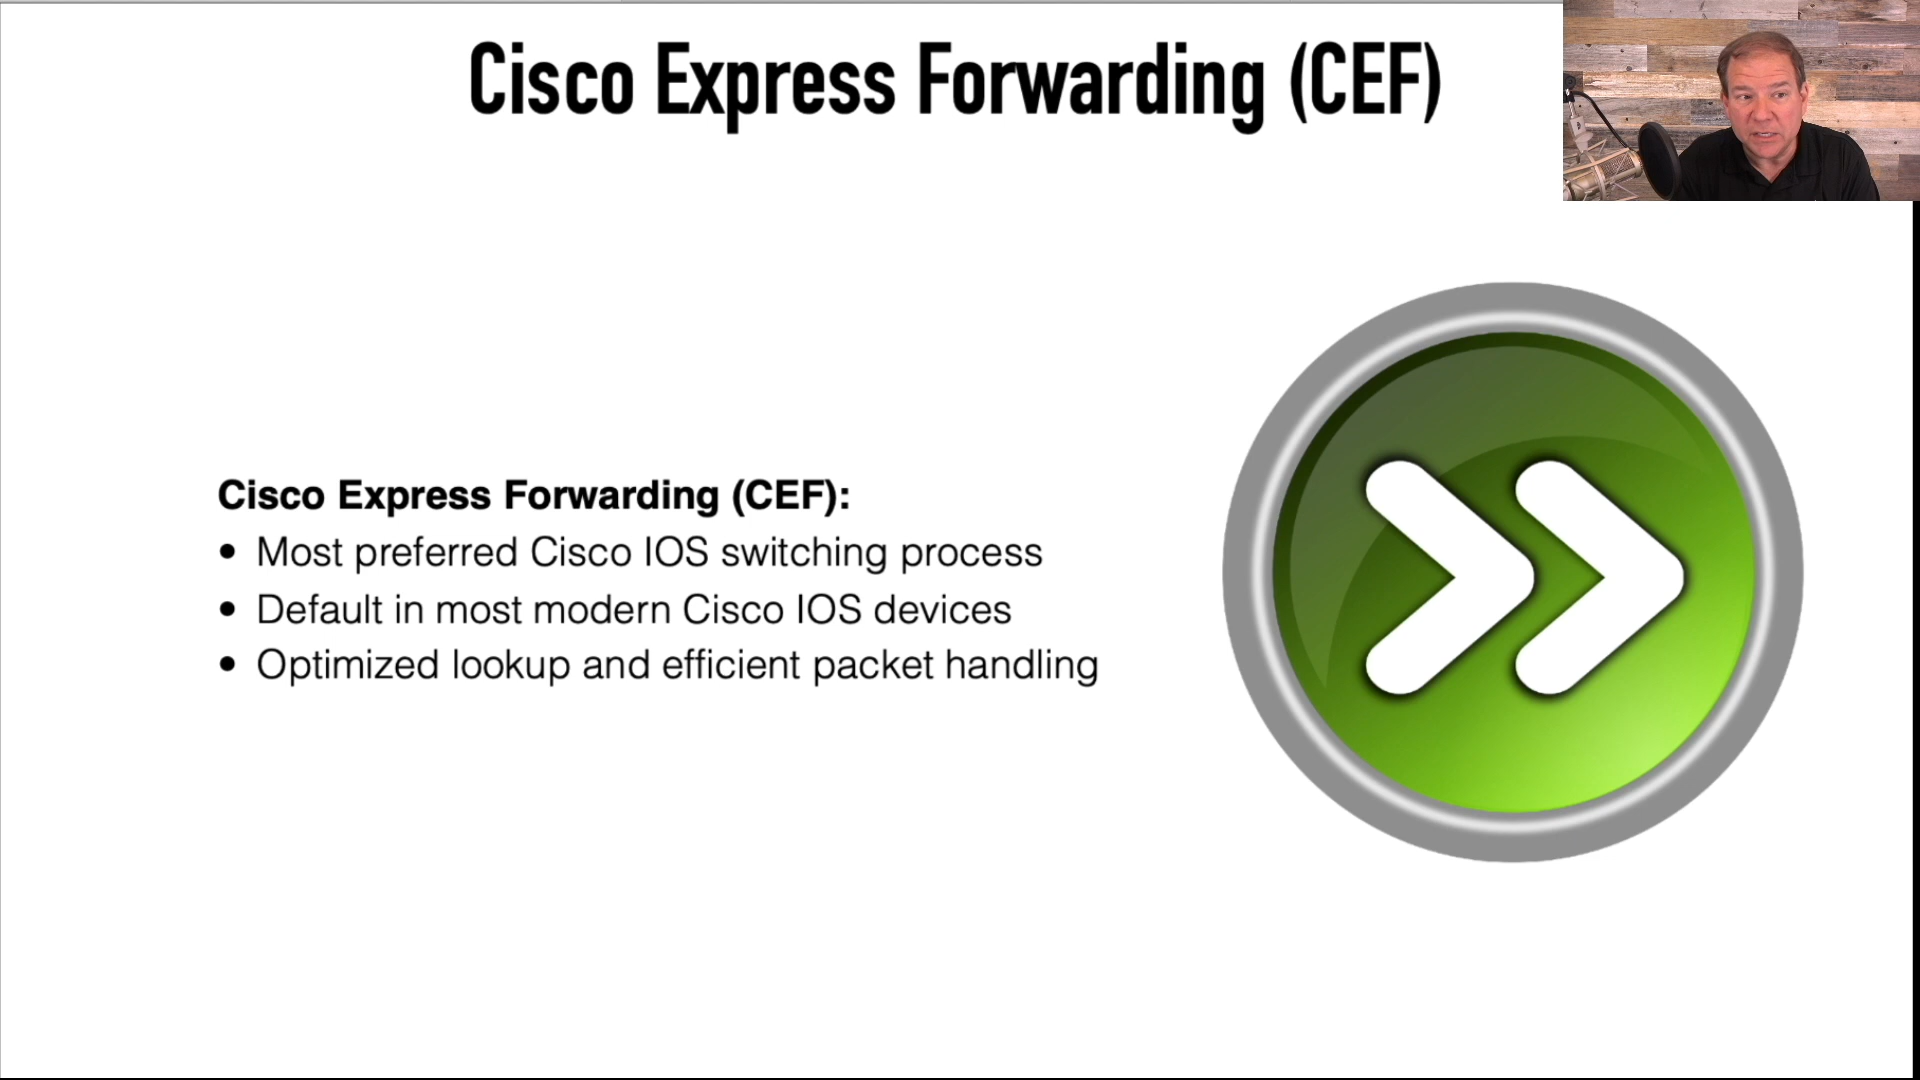 Cisco Express Forwarding (CEF)
Cisco Express Forwarding (CEF):
• Most preferred Cisco IOS switching process
• Default in most modern Cisco IOS devices
• Optimized lookup and efficient packet handling